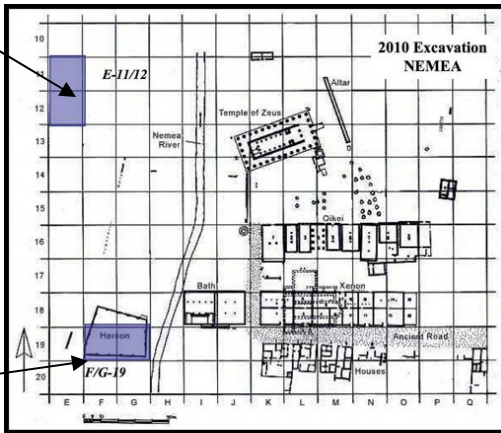 2010 Excavation
NEMEA
10
11
12
13
14
15
16
17
18
19
20
E-11/12
Altar
Temple of Zeus
Nemea
River
Oikoi
Bath
Xenon
Heroon
Ancient Road
F/G-19
Houses
E
F
G
H
I
J
K
L
M
N
O
P
Q